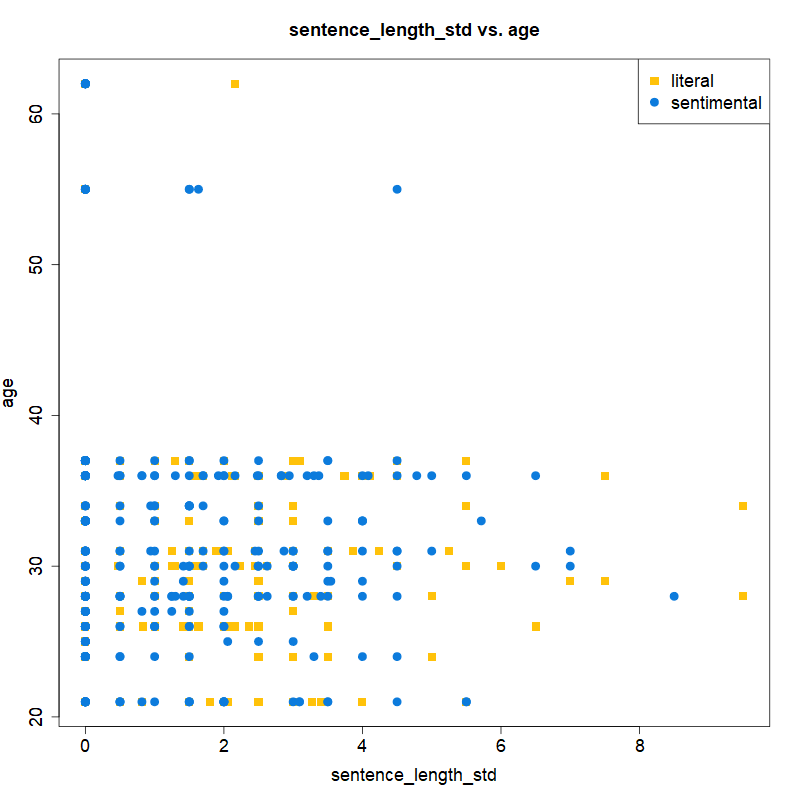 sentence_length_std vs. age
literal
sentimental
60
50
40
30
20
age
0
2
4
6
8
sentence_length_std